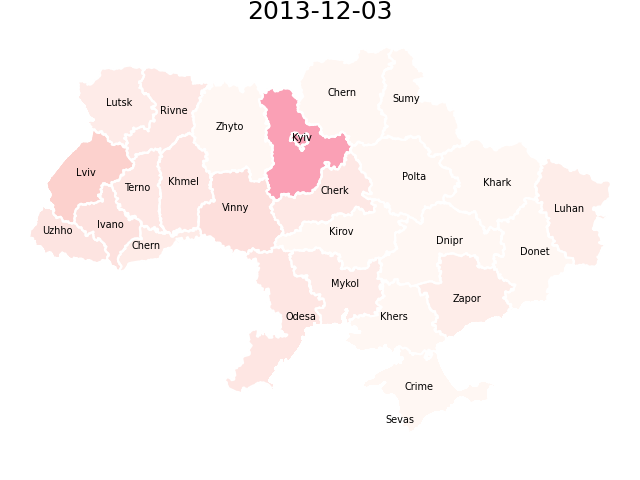 2013-12-03
Chern
Sumy
Lutsk
Rivne
Zhyto
Kyiv
Lviv
Terno
Khmel
Cherk
Polta
Khark
Luhan
Vinny
Ivano
Uzhho
Chern
Kirov
Dnipr
Donet
Mykol
Zapor
Odesa
Khers
Crime
Sevas